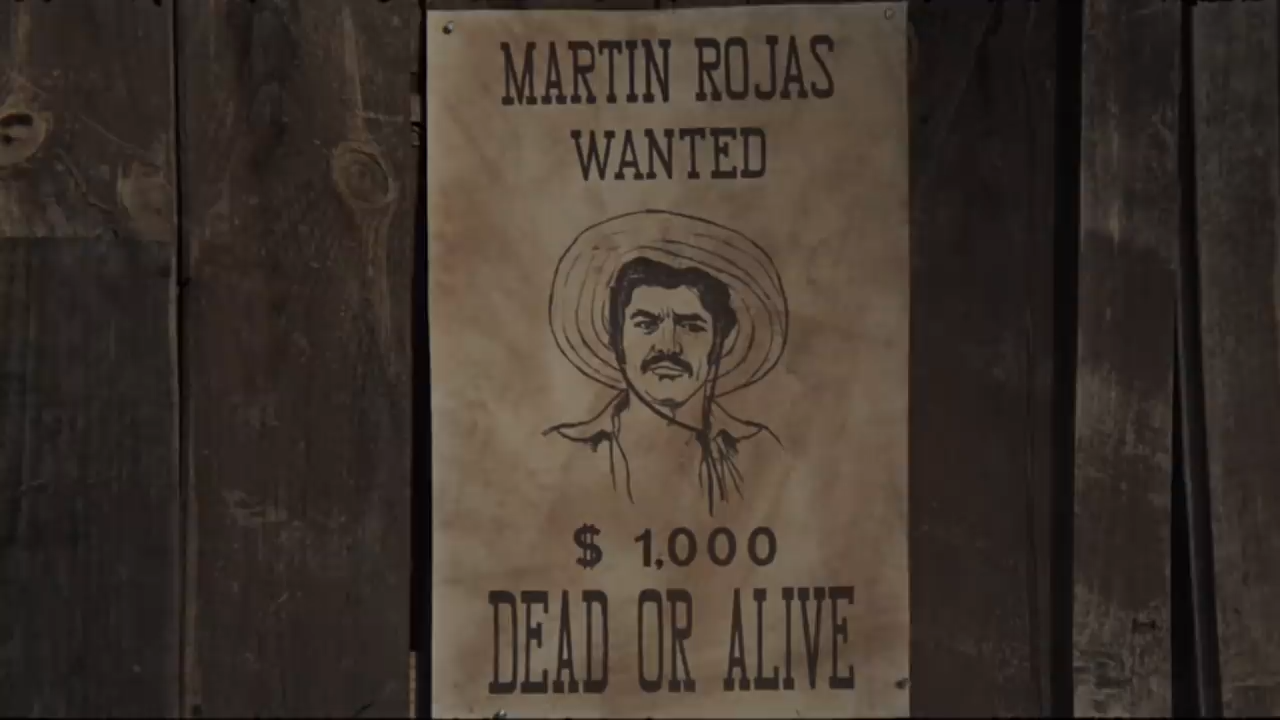 MARTIN ROJAS
WANTED
$ 1,000
DEAD OR ALIVE